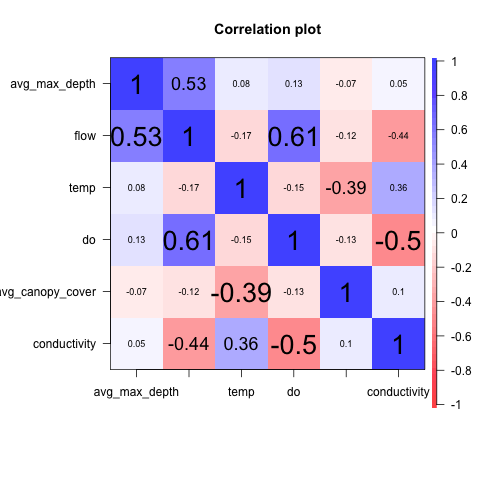 Correlation plot
avg_max_depth 1 0.53 0.08 0.13 -0.07 0.05
flow 0.53 1 -0.17 0.61 -0.12 -0.44
temp 0.08 -0.17 1 -0.15 -0.39 0.36
do 0.13 0.61 -0.15 1 -0.13 -0.5
avg_canopy_cover -0.07 -0.12 -0.39 -0.13 1 0.1
conductivity 0.05 -0.44 0.36 -0.5 0.1 1
avg_max_depth temp do conductivity
1
0.8
0.6
0.4
0.2
0
-0.2
-0.4
-0.6
-0.8
-1